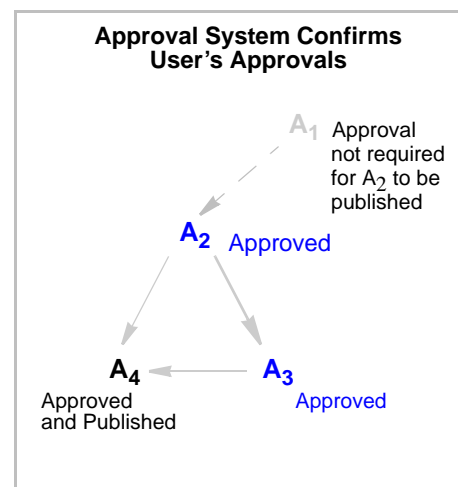 Approval System Confirms
User’s Approvals
A1 Approval
not required
for A2 to be
published
A2 Approved
A4
Approved
and Published
A3
Approved